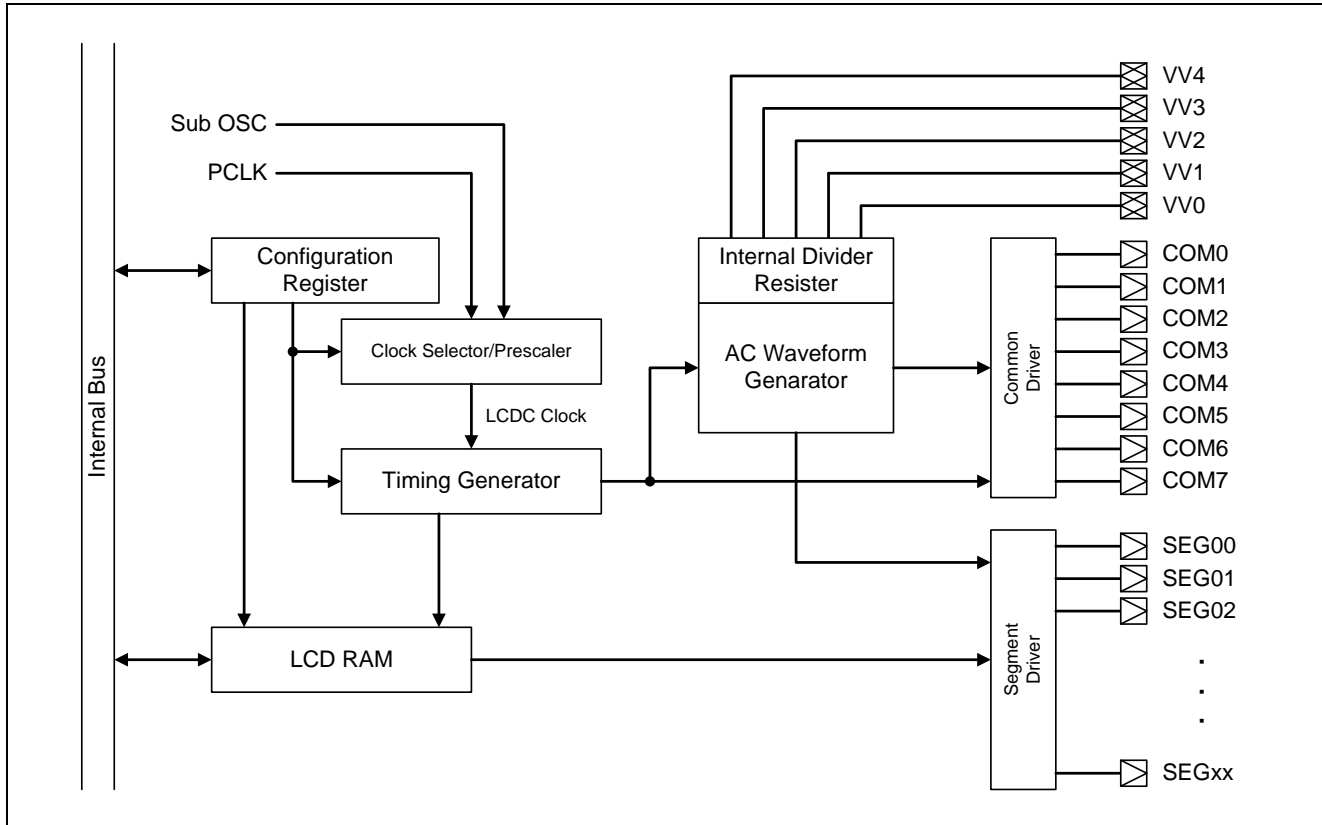 VV4
VV3
VV2
VV1
VV0
Sub OSC
PCLK
Internal Bus
Configuration
Register
Clock Selector/Prescaler
LCDC Clock
Timing Generator
LCD RAM
Internal Divider
Resister
AC Waveform
Genarator
Common
Driver
COM0
COM1
COM2
COM3
COM4
COM5
COM6
COM7
Segment
Driver
SEG00
SEG01
SEG02
.
.
.
SEGxx